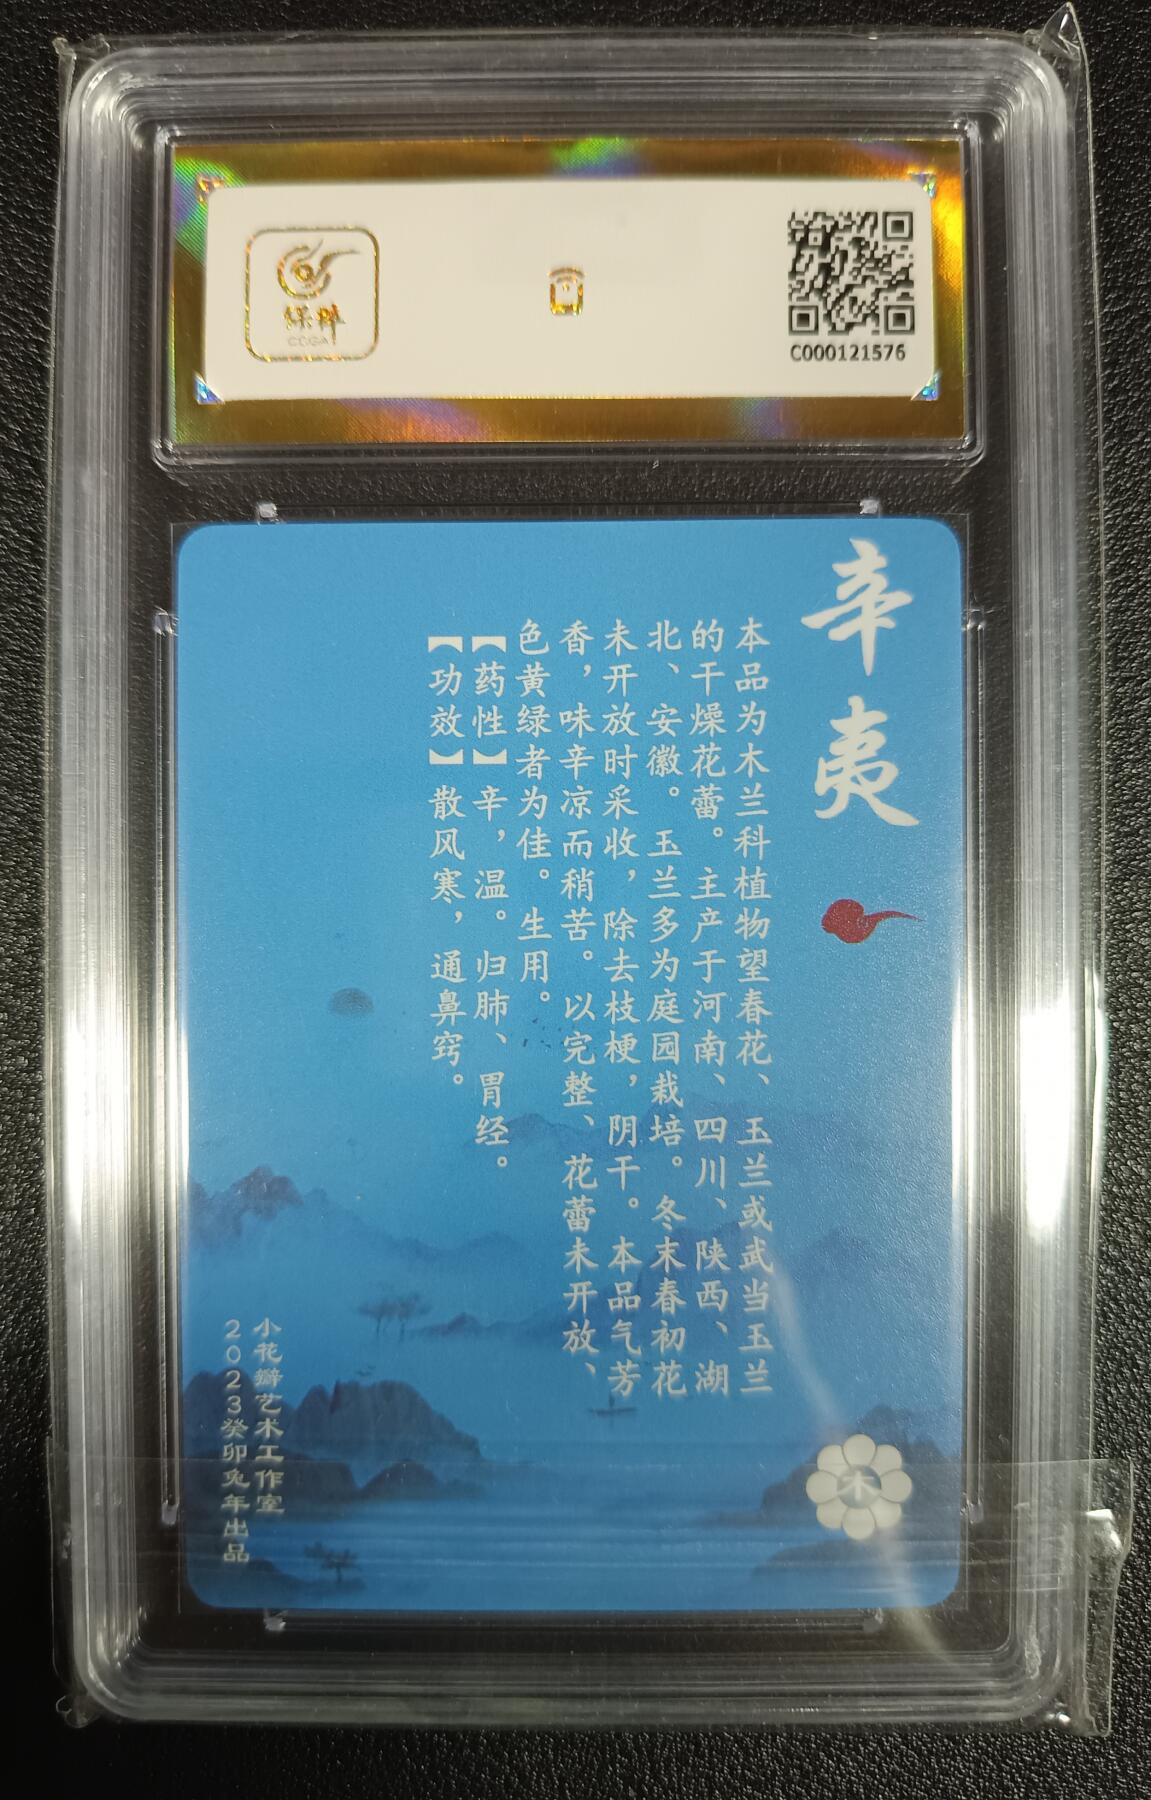 保粹
CCGA
C000121576
辛夷
本品为木兰科植物望春花、玉兰或武当玉兰
的干燥花蕾。主产于河南、四川、陕西、湖
北、安徽。玉兰多为庭园栽培。冬末春初花
未开放时采收，除去枝梗，阴干。本品气芳
香，味辛凉而稍苦。以完整、花蕾未开放、
色黄绿者为佳。生用。
【药性】辛，温。归肺、胃经。
【功效】散风寒，通鼻窍。
木
小花瓣艺术工作室
2023癸卯兔年出品